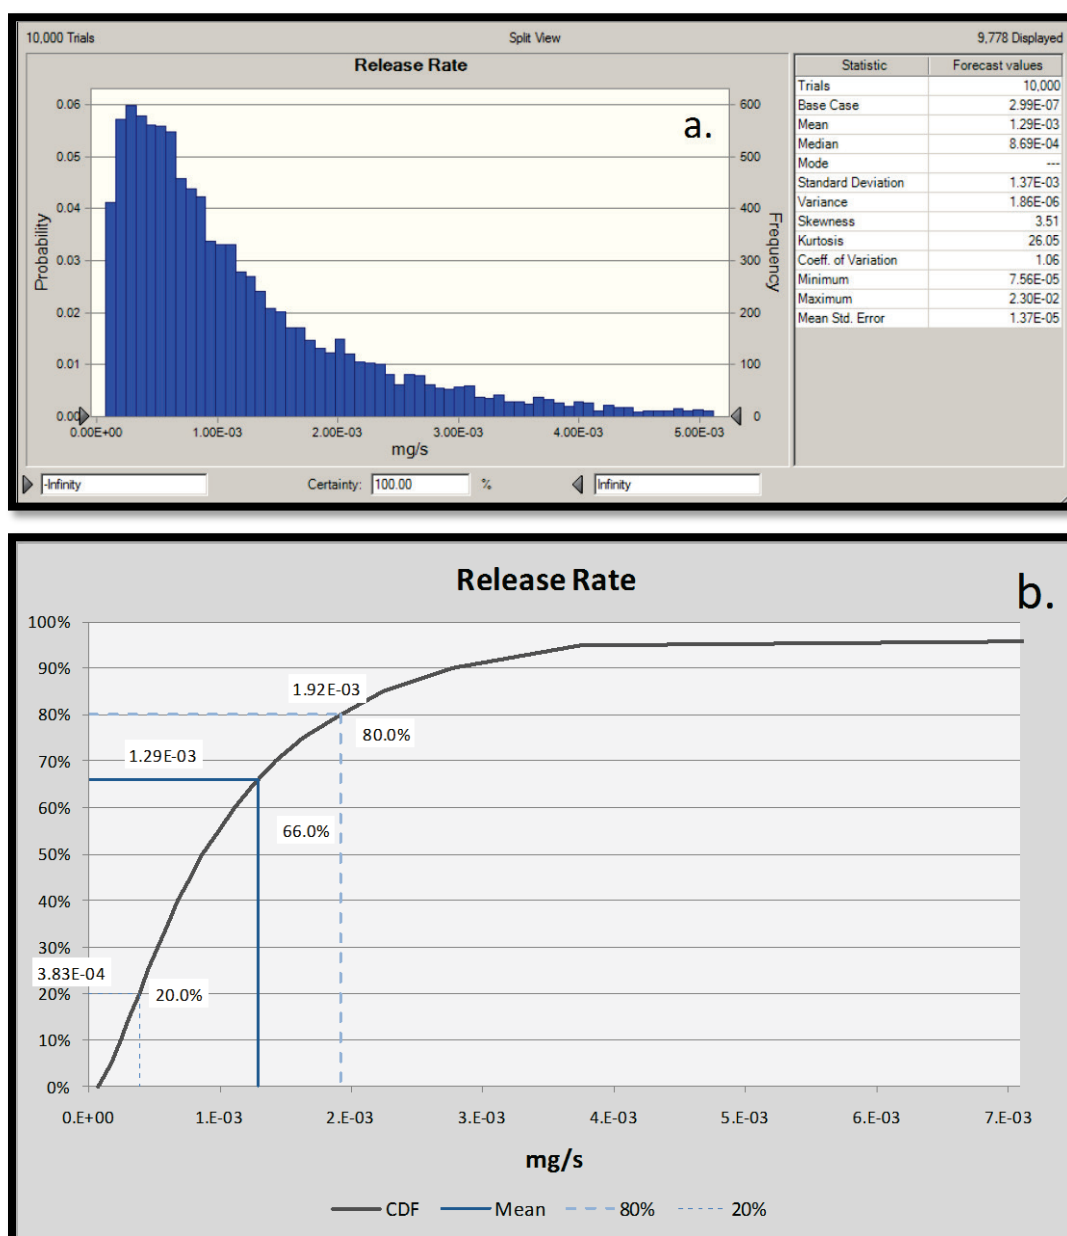 10,000 Trials Split View 9,778 Displayed
Release Rate
a.
Statistic Forecast values
Trials 10,000
Base Case 2.99E-07
Mean 1.29E-03
Median 8.69E-04
Mode ---
Standard Deviation 1.37E-03
Variance 1.86E-06
Skewness 3.51
Kurtosis 26.05
Coeff. of Variation 1.06
Minimum 7.56E-05
Maximum 2.30E-02
Mean Std. Error 1.37E-05
Probability
0.06
0.05
0.04
0.03
0.02
0.01
0.00
Frequency
600
500
400
300
200
100
0
0.00E+00 1.00E-03 2.00E-03 3.00E-03 4.00E-03 5.00E-03
mg/s
-Infinity Certainty: 100.00 % Infinity
Release Rate
b.
100%
90%
80%
70%
60%
50%
40%
30%
20%
10%
0%
1.92E-03
80.0%
1.29E-03
66.0%
3.83E-04
20.0%
0.E+00 1.E-03 2.E-03 3.E-03 4.E-03 5.E-03 6.E-03 7.E-03
mg/s
CDF Mean 80% 20%